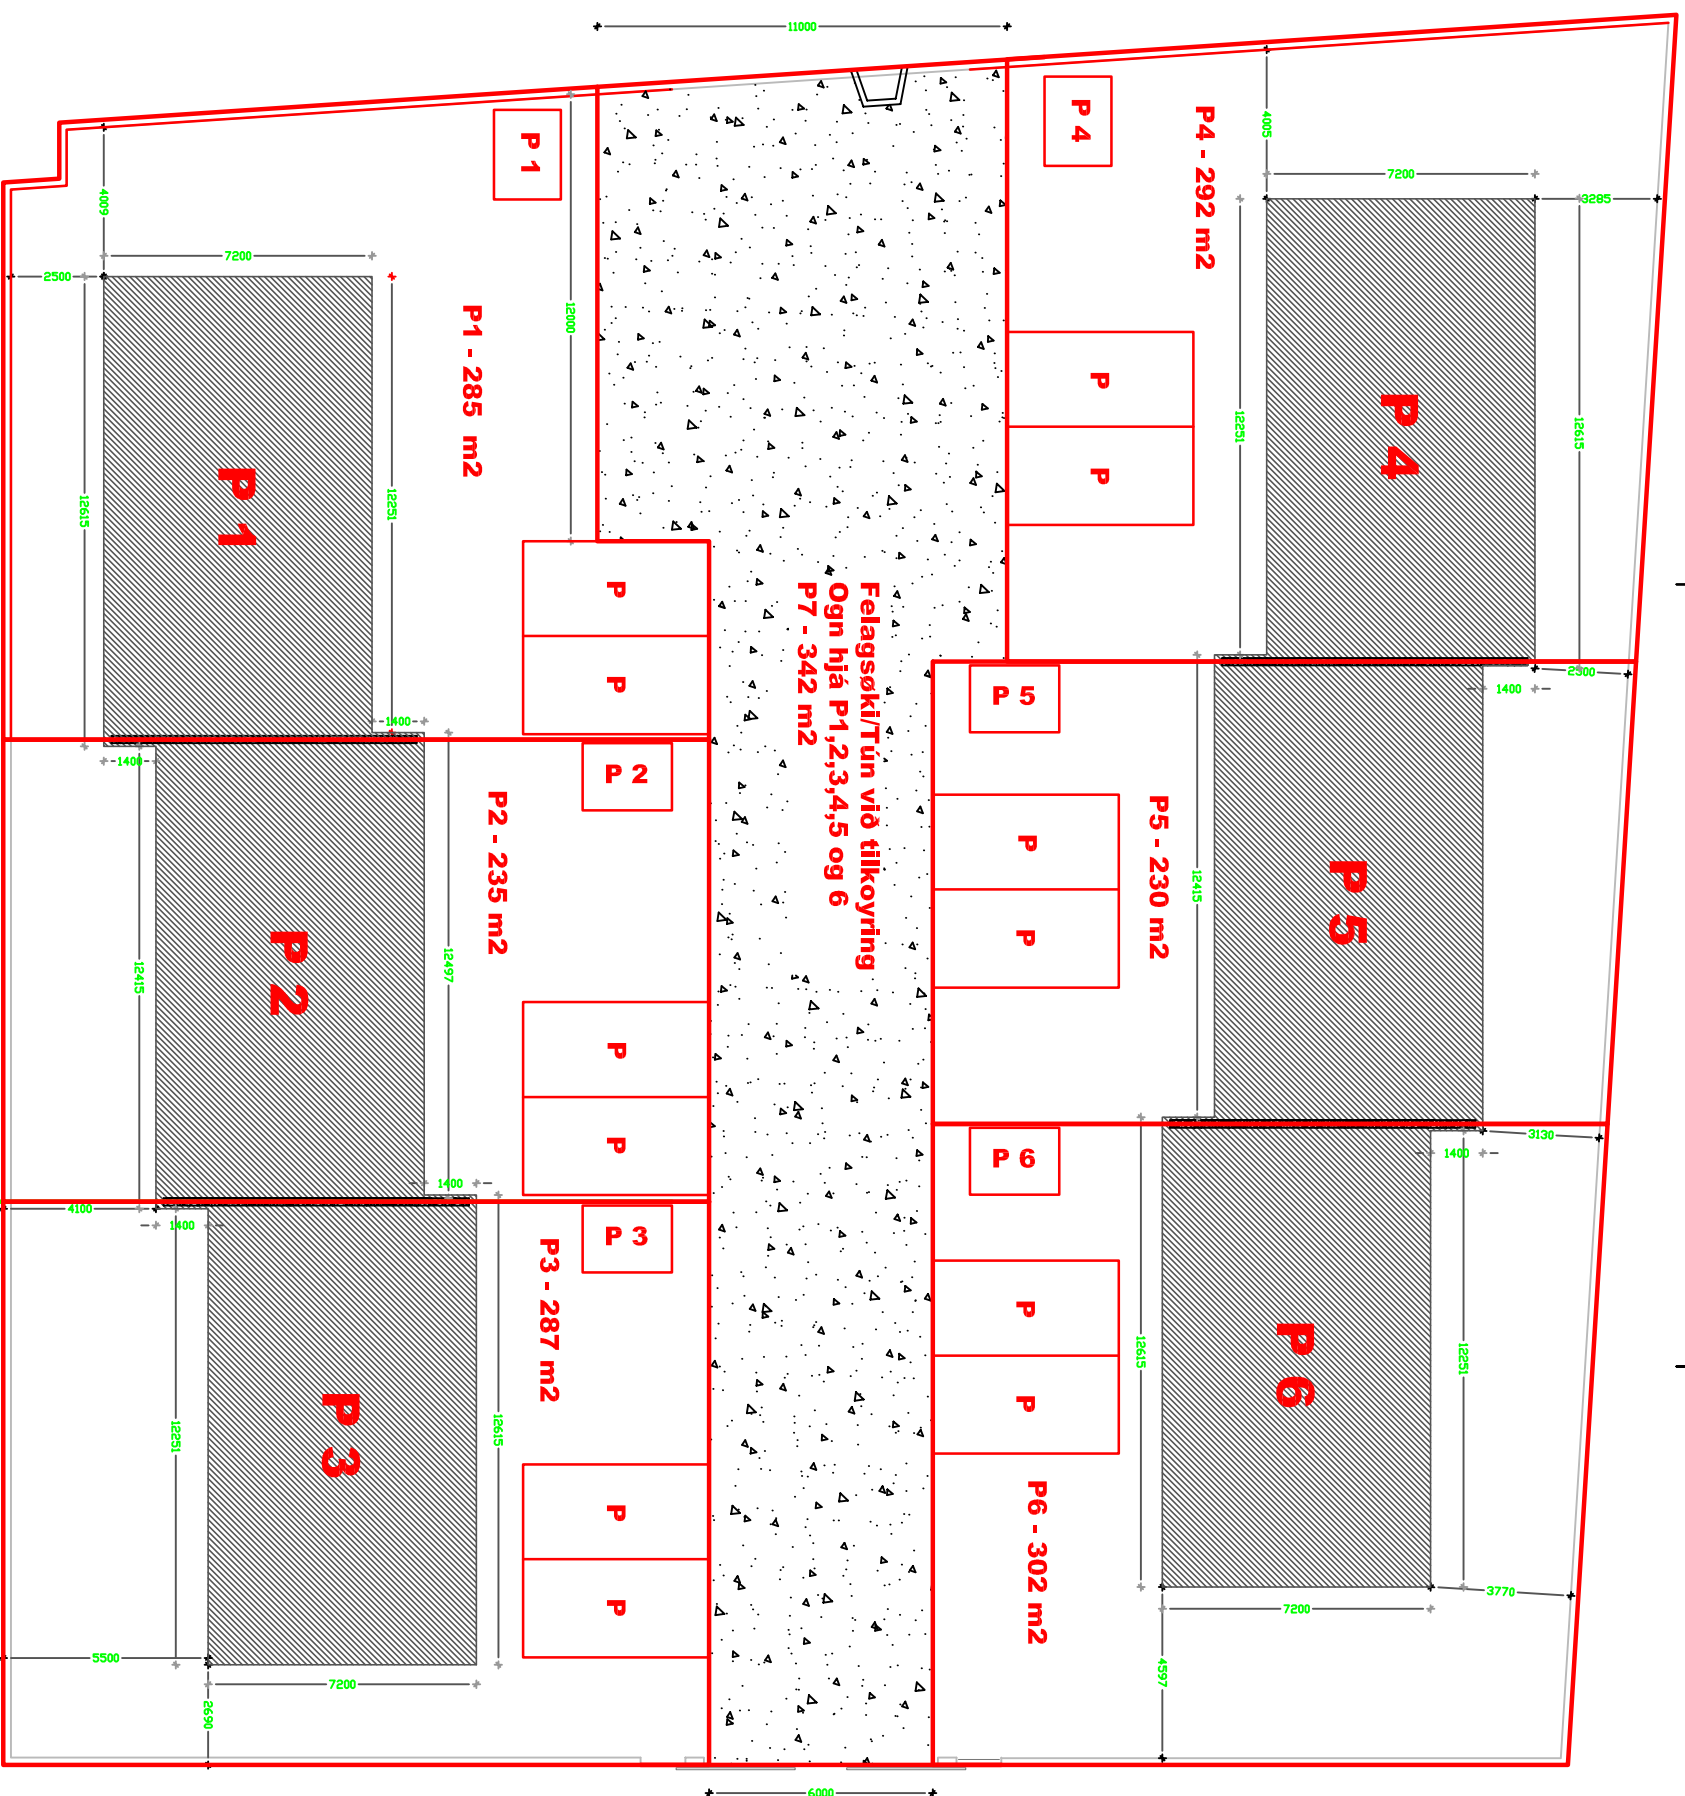 11000
P 1
P 4
P4 - 292 m2
4005
7200
3285
4009
7200
2500
12000
P1 - 285 m2
12251
12615
P 4
P
P
12615
P 1
12251
P
P
Felagsøki/Tún við tilkoyring
Ogn hjá P1,2,3,4,5 og 6
P7 - 342 m2
P 5
2500
1400
1400
1400
P 2
P2 - 235 m2
P5 - 230 m2
12415
P
P
P 5
P 2
12415
12497
P
P
P 6
3130
1400
1400
4100
1400
P 3
P3 - 287 m2
P
P
12615
P 6
12251
P 3
12251
12615
P6 - 302 m2
P
P
3770
7200
5500
7200
2690
4597
6000